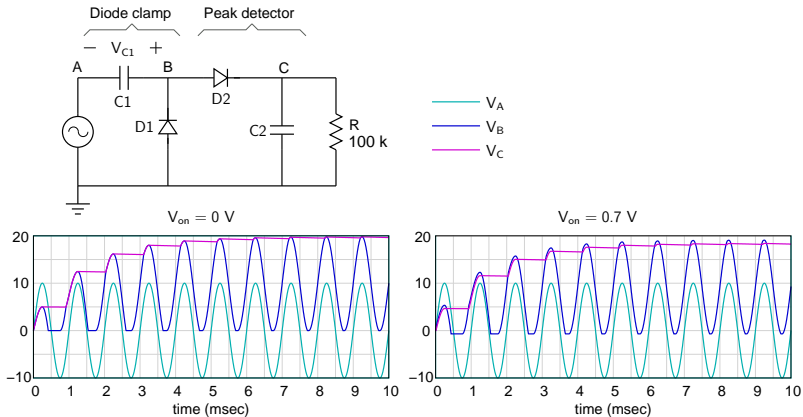 Diode clamp Peak detector
− V_C1 +
A B C
C1 D2
D1 C2 R
100 k
V_A
V_B
V_C
V_on = 0 V V_on = 0.7 V
20 20
10 10
0 0
−10 −10
0 1 2 3 4 5 6 7 8 9 10 0 1 2 3 4 5 6 7 8 9 10
time (msec) time (msec)